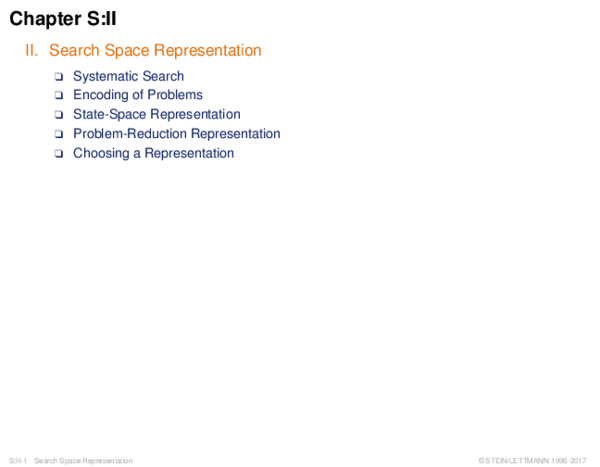 Chapter S:II
II. Search Space Representation
❑ Systematic Search
❑ Encoding of Problems
❑ State-Space Representation
❑ Problem-Reduction Representation
❑ Choosing a Representation
S:II-1 Search Space Representation
©STEIN/LETTMANN 1998-2017